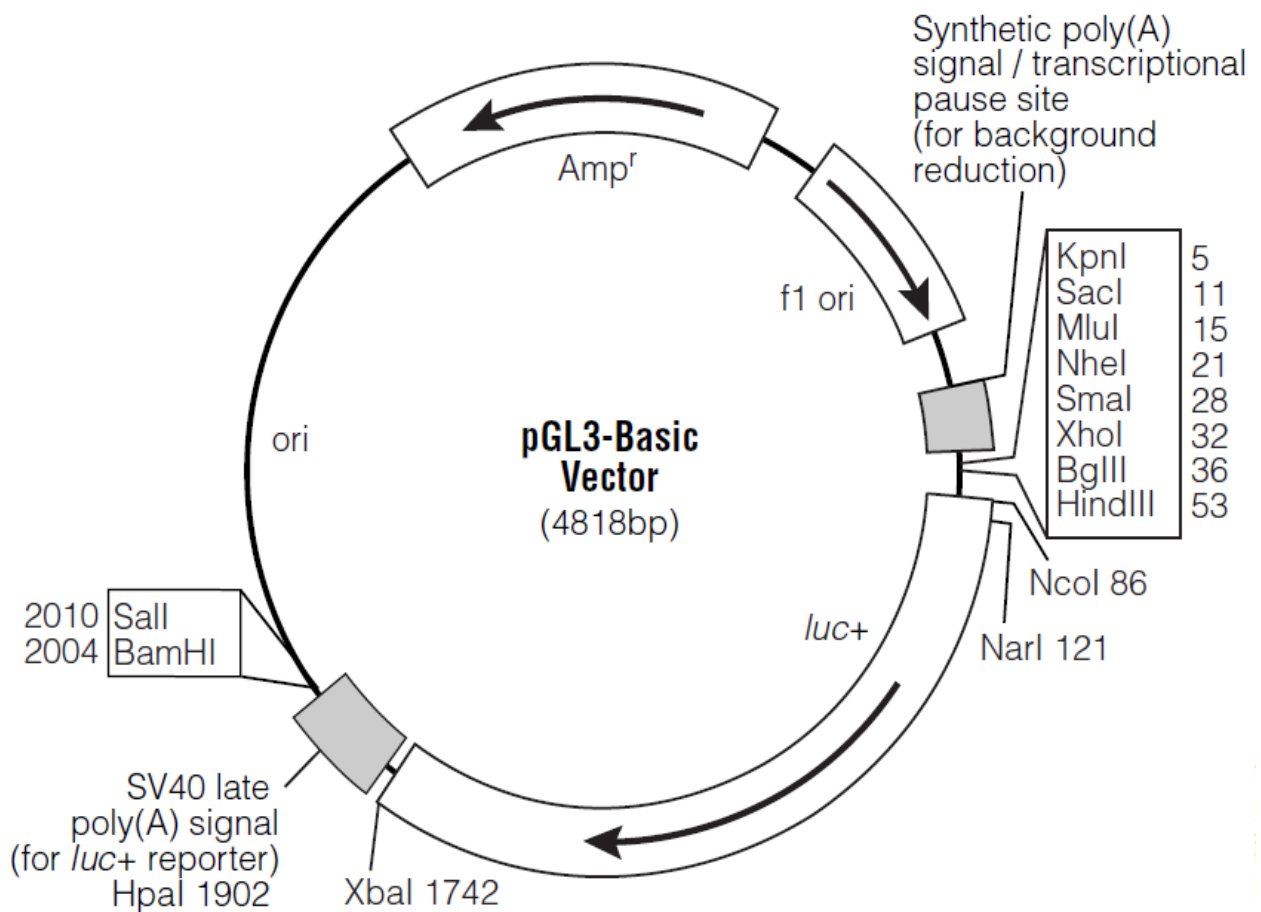 Synthetic poly(A)
signal / transcriptional
pause site
(for background
reduction)
Ampʳ
f1 ori
KpnI 5
SacI 11
MluI 15
NheI 21
SmaI 28
XhoI 32
BglII 36
HindIII 53
ori
pGL3-Basic
Vector
(4818bp)
NcoI 86
NarI 121
luc+
2010 SalI
2004 BamHI
SV40 late
poly(A) signal
(for luc+ reporter)
HpaI 1902
XbaI 1742